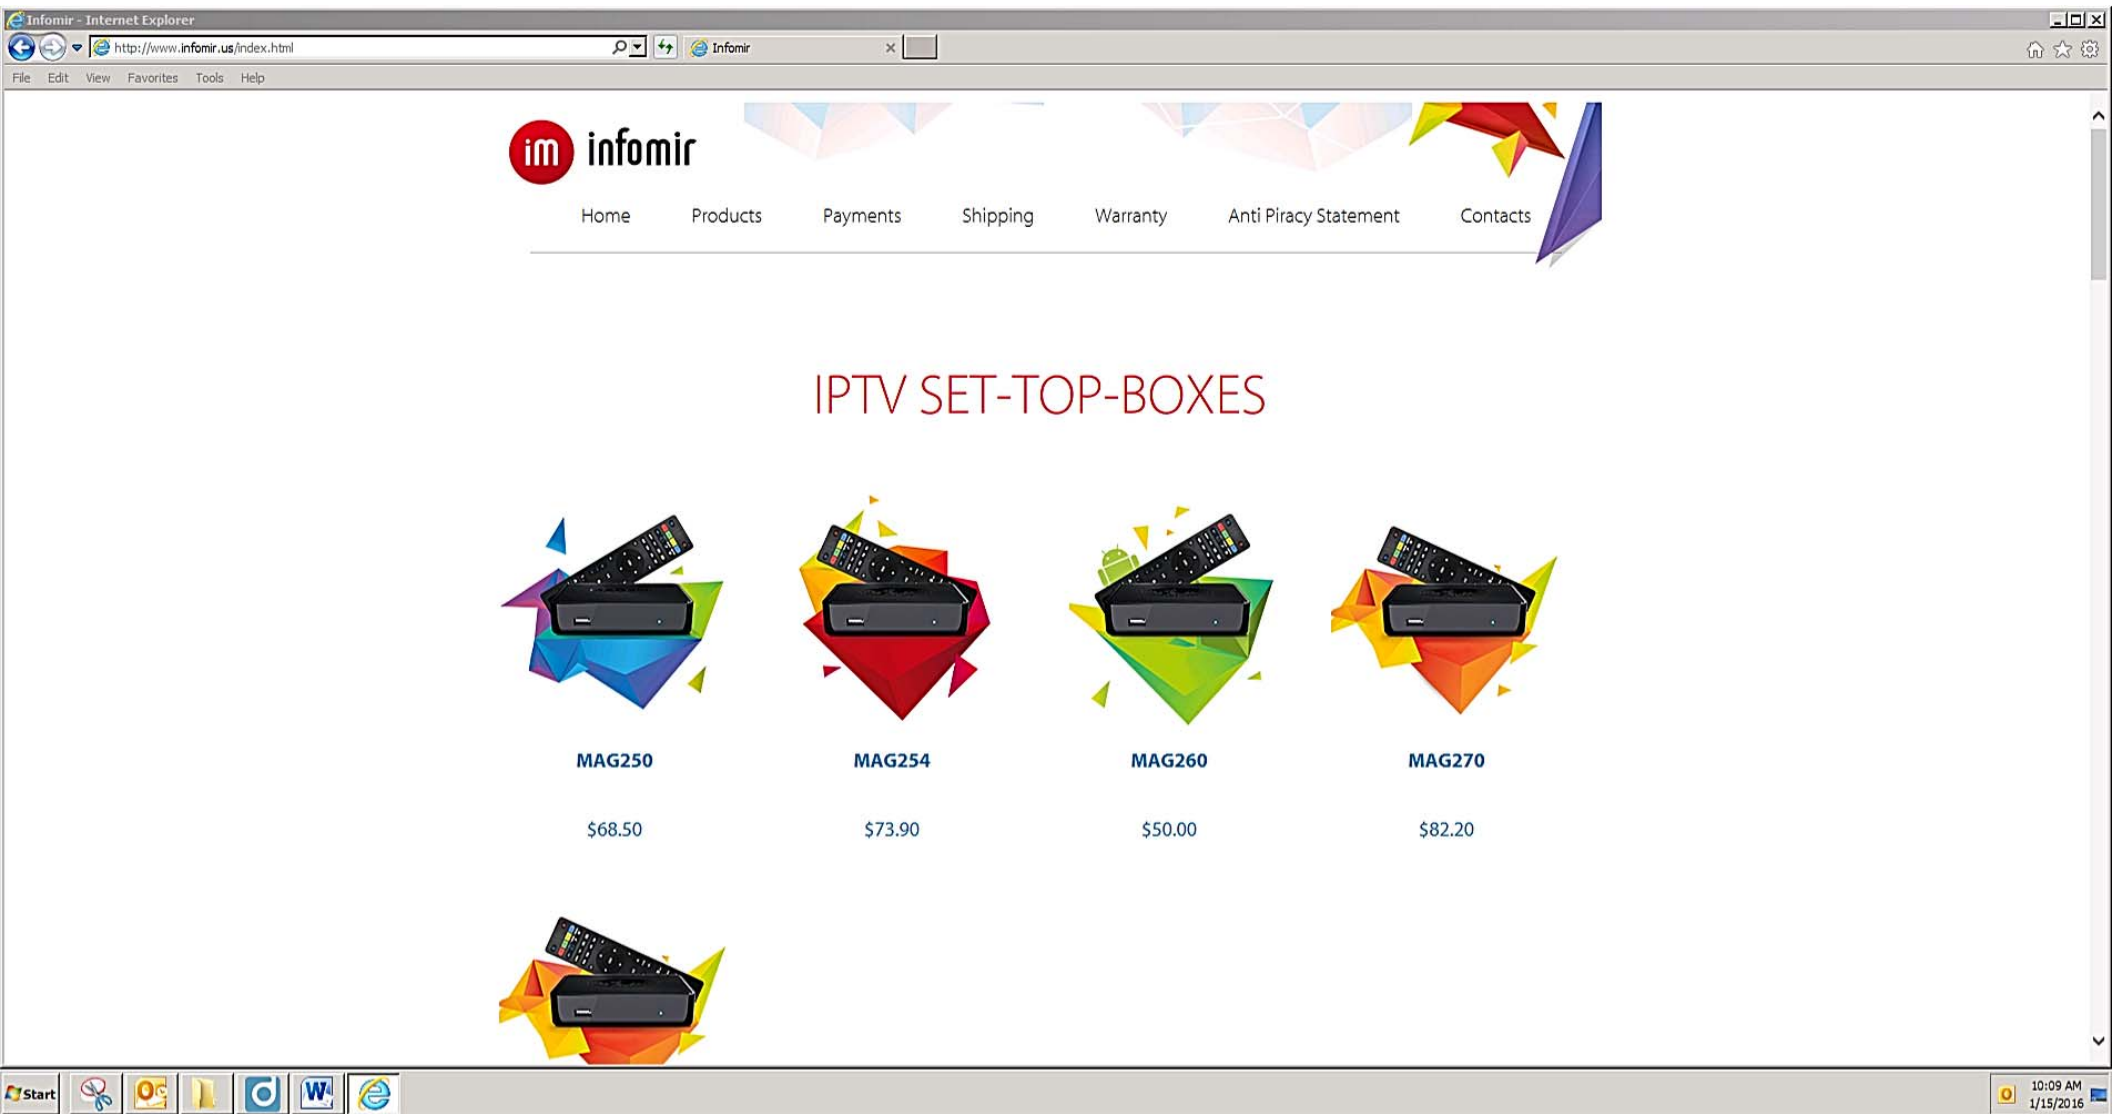 Infomir - Internet Explorer
http://www.infomir.us/index.html
Infomir
File Edit View Favorites Tools Help
im infomir
Home Products Payments Shipping Warranty Anti Piracy Statement Contacts
IPTV SET-TOP-BOXES
MAG250 MAG254 MAG260 MAG270
$68.50 $73.90 $50.00 $82.20
Start
10:09 AM
1/15/2016